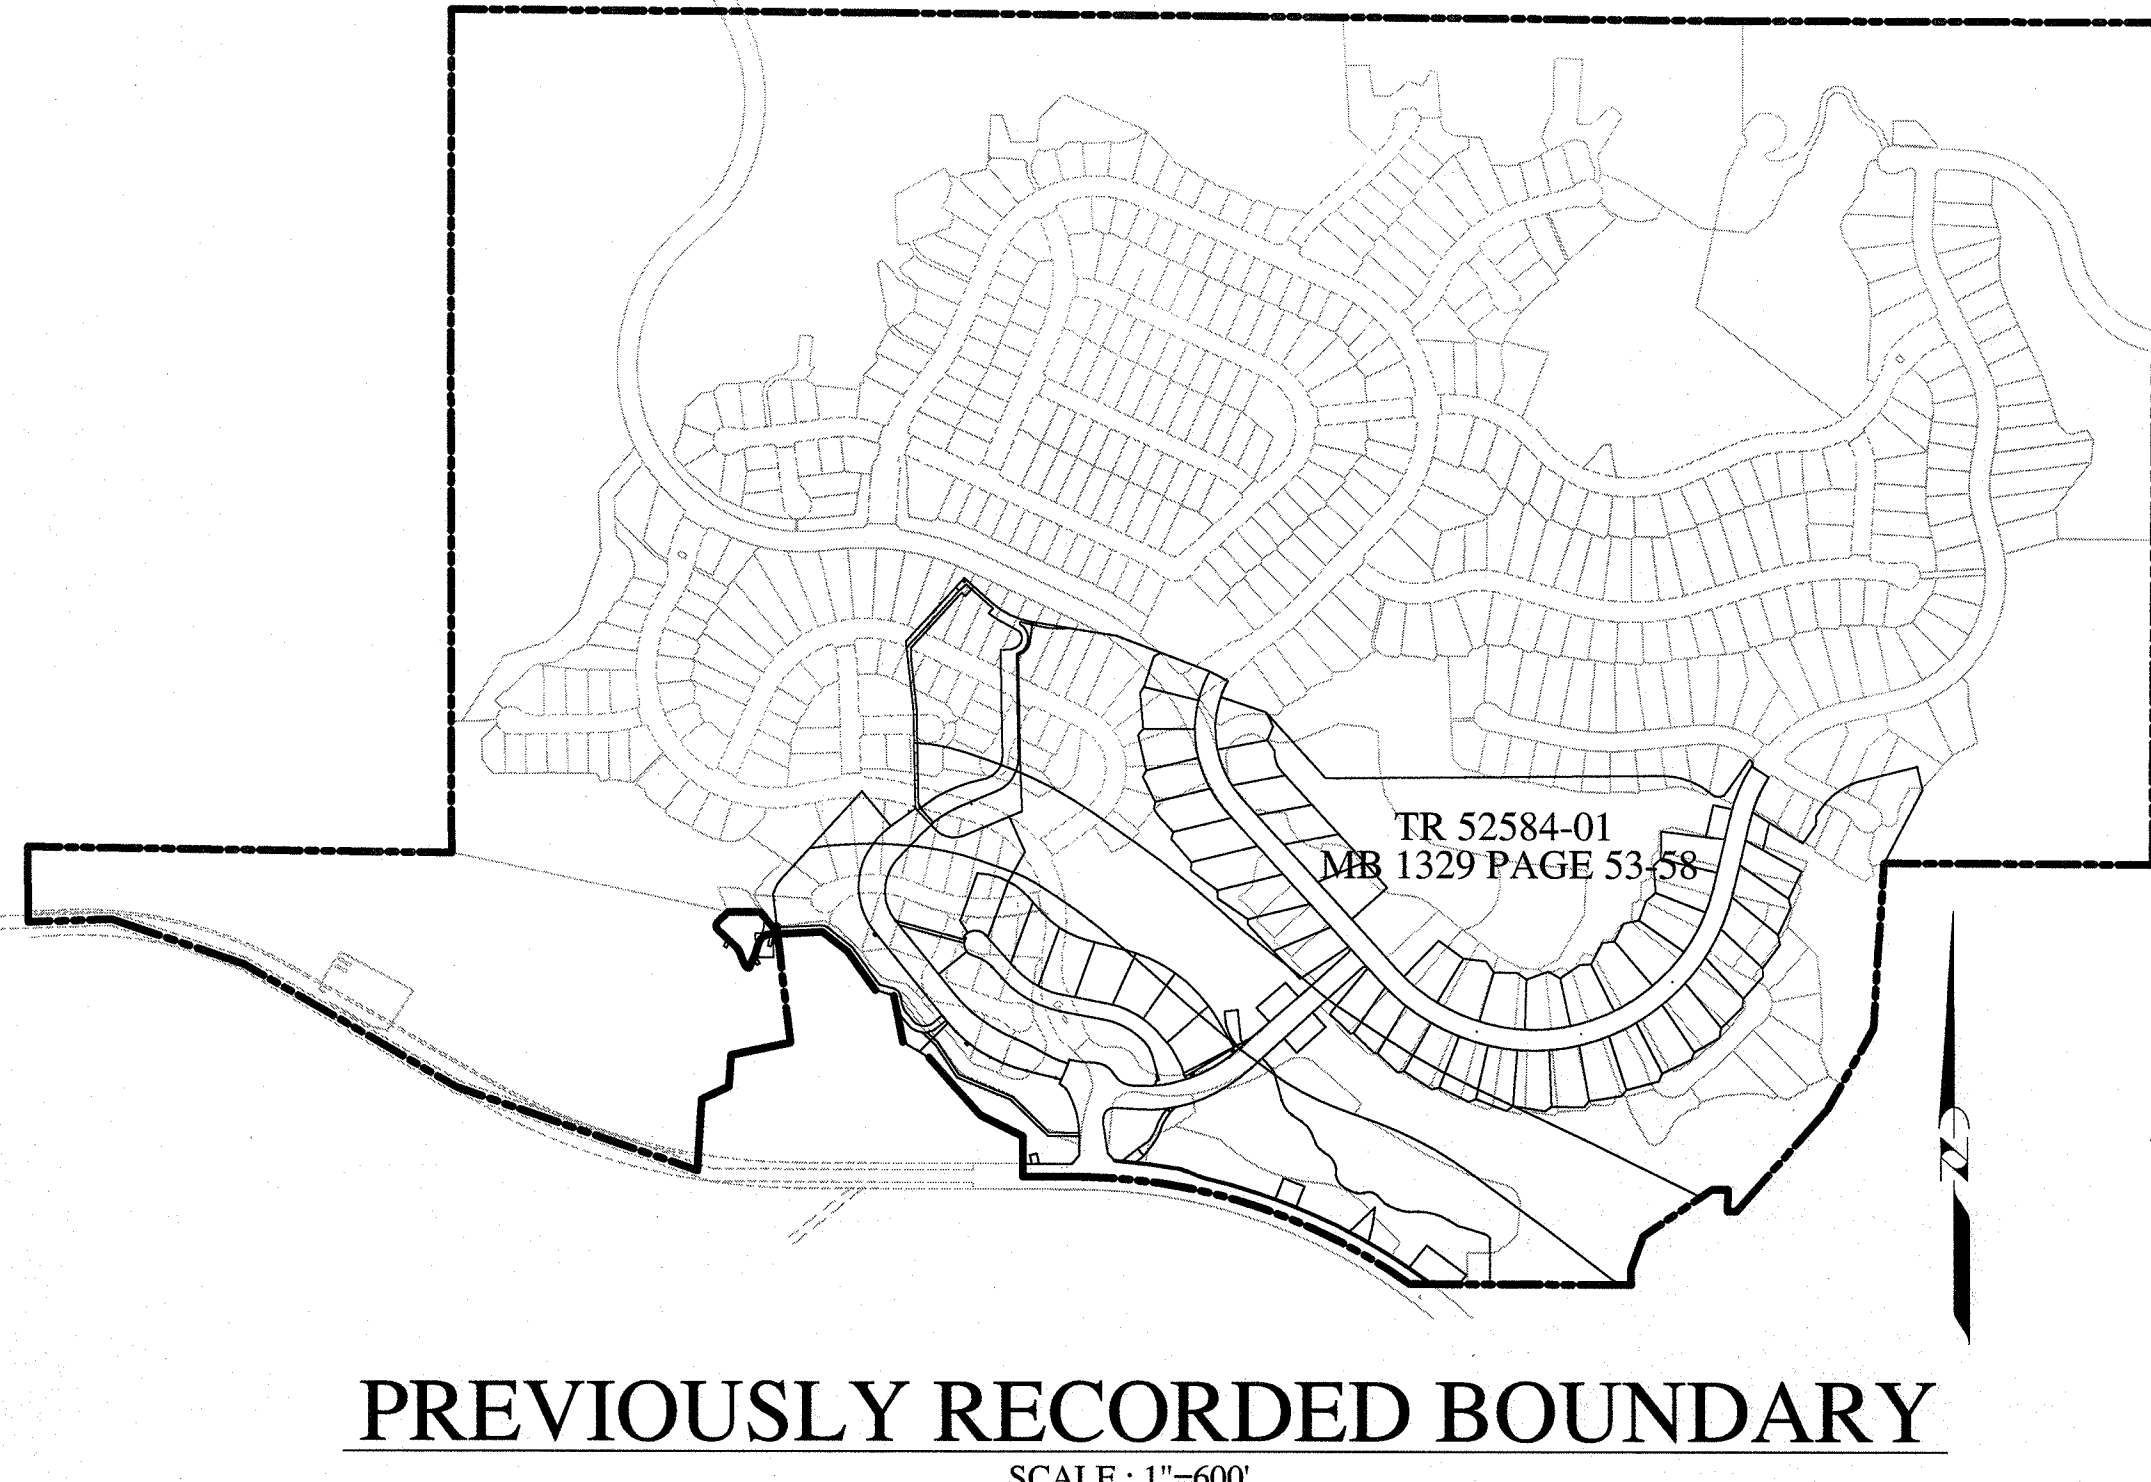 TR 52584-01
MB 1329 PAGE 53-58
N
PREVIOUSLY RECORDED BOUNDARY
SCALE : 1"=600'